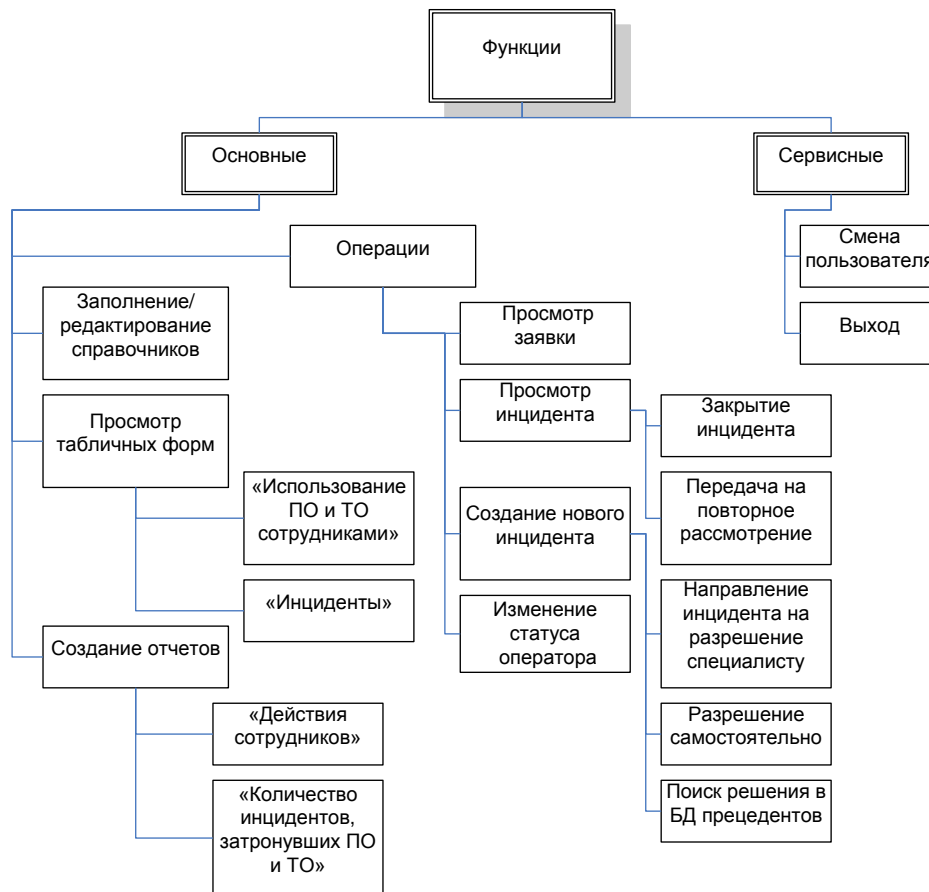 Функции
Основные
Сервисные
Операции
Смена
пользователя
Выход
Заполнение/
редактирование
справочников
Просмотр
табличных форм
«Использование
ПО и ТО
сотрудниками»
«Инциденты»
Создание отчетов
«Действия
сотрудников»
«Количество
инцидентов,
затронувших ПО
и ТО»
Просмотр
заявки
Просмотр
инцидента
Закрытие
инцидента
Передача на
повторное
рассмотрение
Создание нового
инцидента
Направление
инцидента на
разрешение
специалисту
Разрешение
самостоятельно
Поиск решения в
БД прецедентов
Изменение
статуса
оператора